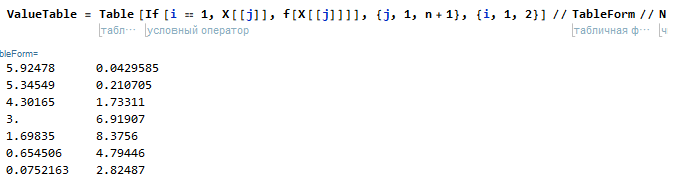 ValueTable = Table[If[i == 1, X[[j]], f[X[[j]]]], {j, 1, n + 1}, {i, 1, 2}] // TableForm // N
табл⋯ условный оператор табличная ф⋯ ч
bleForm=
5.92478 0.0429585
5.34549 0.210705
4.30165 1.73311
3. 6.91907
1.69835 8.3756
0.654506 4.79446
0.0752163 2.82487